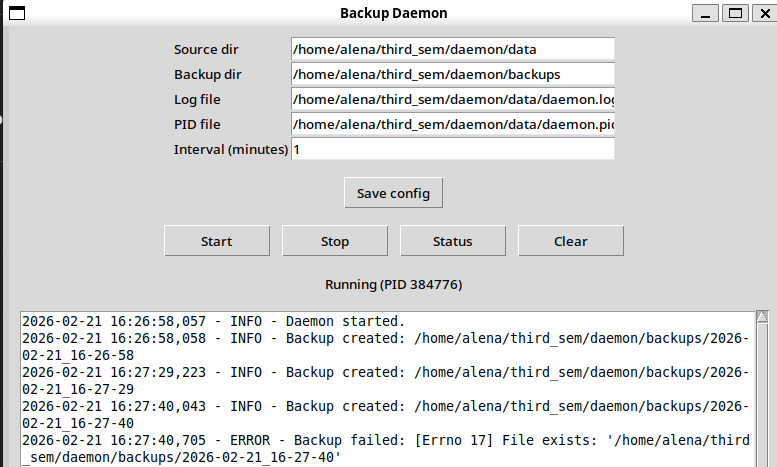 Backup Daemon
Source dir /home/alena/third_sem/daemon/data
Backup dir /home/alena/third_sem/daemon/backups
Log file /home/alena/third_sem/daemon/data/daemon.log
PID file /home/alena/third_sem/daemon/data/daemon.pid
Interval (minutes) 1
Save config
Start Stop Status Clear
Running (PID 384776)
2026-02-21 16:26:58,057 - INFO - Daemon started.
2026-02-21 16:26:58,058 - INFO - Backup created: /home/alena/third_sem/daemon/backups/2026-
02-21_16-26-58
2026-02-21 16:27:29,223 - INFO - Backup created: /home/alena/third_sem/daemon/backups/2026-
02-21_16-27-29
2026-02-21 16:27:40,043 - INFO - Backup created: /home/alena/third_sem/daemon/backups/2026-
02-21_16-27-40
2026-02-21 16:27:40,705 - ERROR - Backup failed: [Errno 17] File exists: '/home/alena/third
_sem/daemon/backups/2026-02-21_16-27-40'